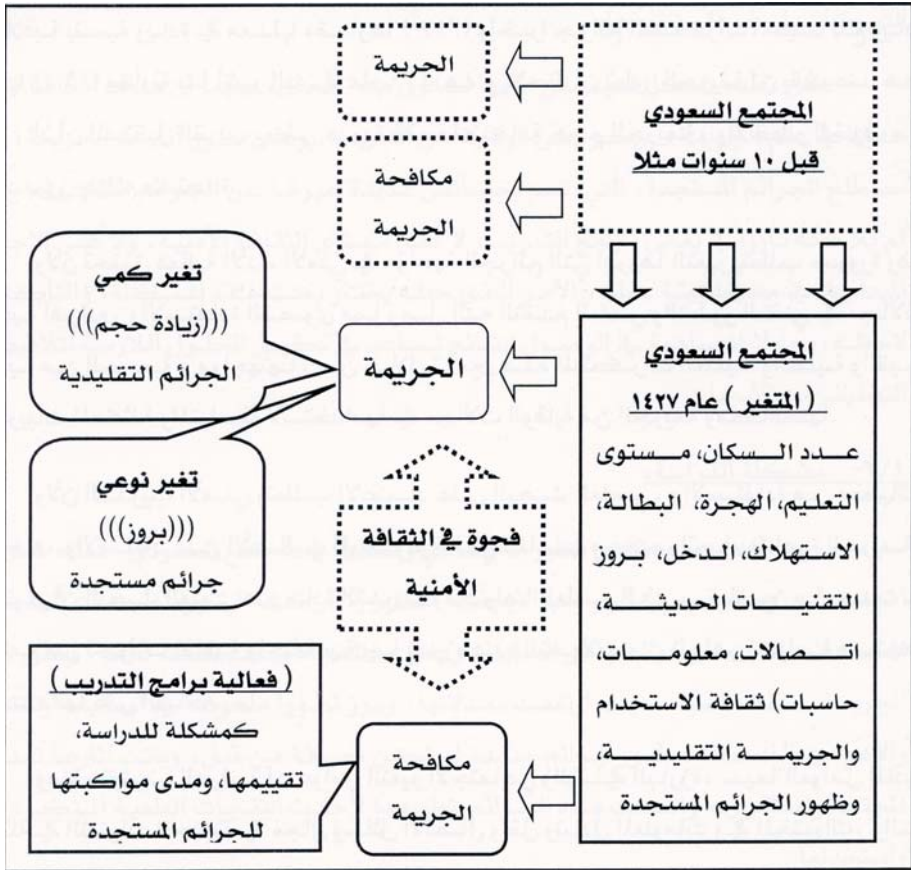 المجتمع السعودي
قبل ١٠ سنوات مثلا
الجريمة
مكافحة
الجريمة
المجتمع السعودي
( المتغير ) عام ١٤٢٧
عدد السكان، مستوى
التعليم، الهجرة، البطالة،
الاستهلاك، الدخل، بروز
التقنيات الحديثة،
اتصالات، معلومات،
حاسبات) ثقافة الاستخدام
والجريمة التقليدية،
وظهور الجرائم المستجدة
الجريمة
تغير كمي
(((زيادة حجم)))
الجرائم التقليدية
تغير نوعي
(((بروز)))
جرائم مستجدة
فجوة في الثقافة
الأمنية
مكافحة
الجريمة
( فعالية برامج التدريب )
كمشكلة للدراسة،
تقييمها، ومدى مواكبتها
للجرائم المستجدة